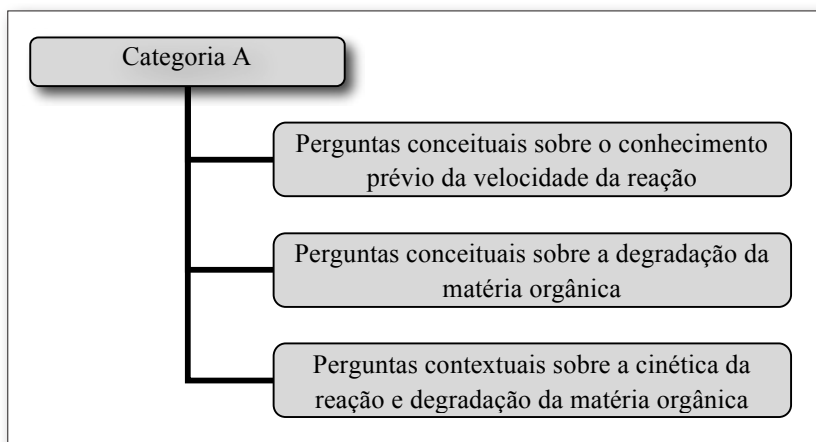 Categoria A
Perguntas conceituais sobre o conhecimento
prévio da velocidade da reação
Perguntas conceituais sobre a degradação da
matéria orgânica
Perguntas contextuais sobre a cinética da
reação e degradação da matéria orgânica